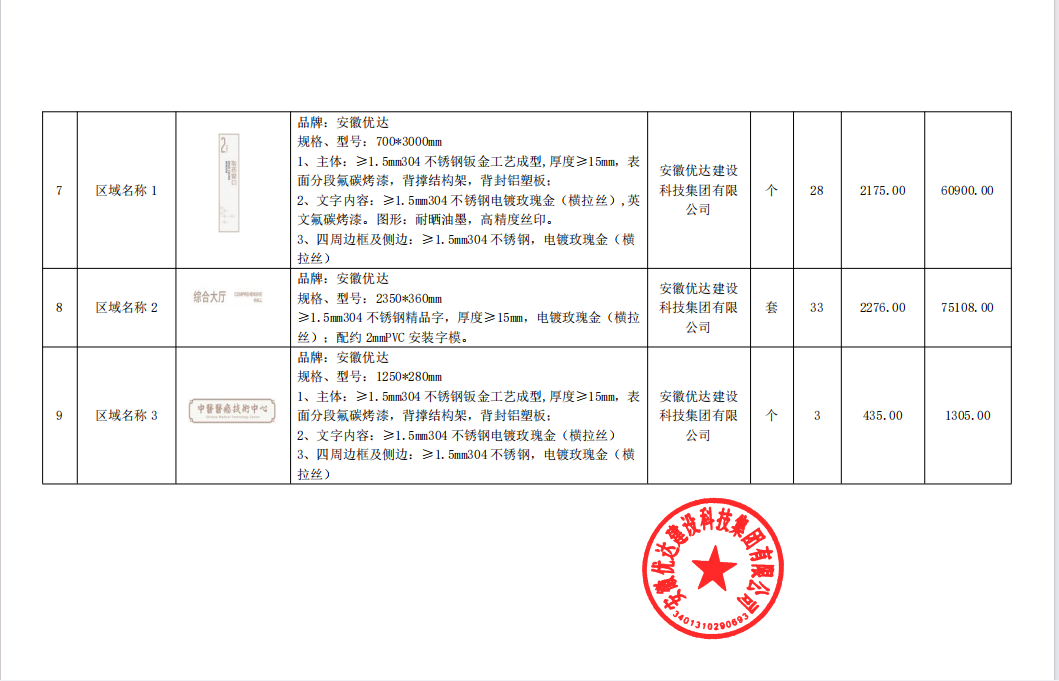 7
区域名称 1
品牌：安徽优达
规格、型号：700*3000mm
1、主体：≥1.5mm304 不锈钢钣金工艺成型,厚度≥15mm，表
面分段氟碳烤漆，背撑结构架，背封铝塑板；
2、文字内容：≥1.5mm304 不锈钢电镀玫瑰金（横拉丝）,英
文氟碳烤漆。图形：耐晒油墨，高精度丝印。
3、四周边框及侧边：≥1.5mm304 不锈钢，电镀玫瑰金（横
拉丝）
安徽优达建设
科技集团有限
公司
个
28
2175.00
60900.00
8
区域名称 2
综合大厅
COMPREHENSIVE
HALL
品牌：安徽优达
规格、型号：2350*360mm
≥1.5mm304 不锈钢精品字，厚度≥15mm，电镀玫瑰金（横拉
丝）；配约 2mmPVC 安装字模。
安徽优达建设
科技集团有限
公司
套
33
2276.00
75108.00
9
区域名称 3
中醫醫療技術中心
品牌：安徽优达
规格、型号：1250*280mm
1、主体：≥1.5mm304 不锈钢钣金工艺成型,厚度≥15mm，表
面分段氟碳烤漆，背撑结构架，背封铝塑板；
2、文字内容：≥1.5mm304 不锈钢电镀玫瑰金（横拉丝）
3、四周边框及侧边：≥1.5mm304 不锈钢，电镀玫瑰金（横
拉丝）
安徽优达建设
科技集团有限
公司
个
3
435.00
1305.00
安徽优达建设科技集团有限公司
3401310290693